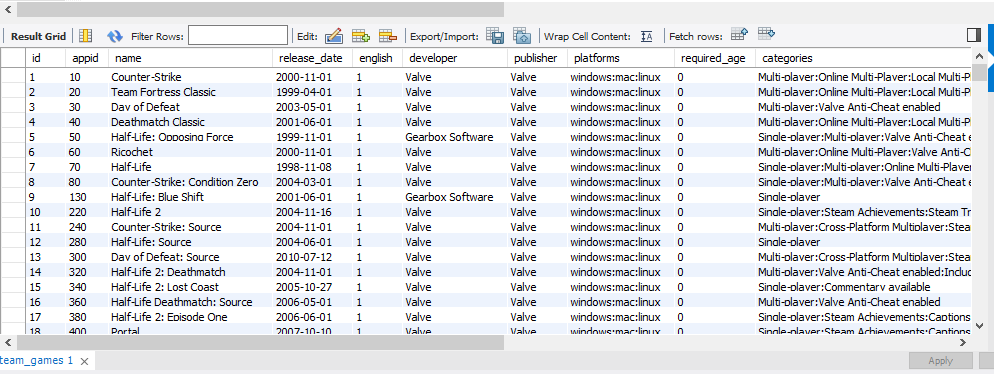 Result Grid Filter Rows: Edit: Export/Import: Wrap Cell Content: Fetch rows:
id appid name release_date english developer publisher platforms required_age categories
1 10 Counter-Strike 2000-11-01 1 Valve Valve windows;mac;linux 0 Multi-player;Online Multi-Player;Local Multi-P
2 20 Team Fortress Classic 1999-04-01 1 Valve Valve windows;mac;linux 0 Multi-player;Online Multi-Player;Local Multi-P
3 30 Day of Defeat 2003-05-01 1 Valve Valve windows;mac;linux 0 Multi-player;Valve Anti-Cheat enabled
4 40 Deathmatch Classic 2001-06-01 1 Valve Valve windows;mac;linux 0 Multi-player;Online Multi-Player;Local Multi-P
5 50 Half-Life: Opposing Force 1999-11-01 1 Gearbox Software Valve windows;mac;linux 0 Single-player;Multi-player;Valve Anti-Cheat e
6 60 Ricochet 2000-11-01 1 Valve Valve windows;mac;linux 0 Multi-player;Online Multi-Player;Valve Anti-C
7 70 Half-Life 1998-11-08 1 Valve Valve windows;mac;linux 0 Single-player;Multi-player;Online Multi-Player
8 80 Counter-Strike: Condition Zero 2004-03-01 1 Valve Valve windows;mac;linux 0 Single-player;Multi-player;Valve Anti-Cheat e
9 130 Half-Life: Blue Shift 2001-06-01 1 Gearbox Software Valve windows;mac;linux 0 Single-player
10 220 Half-Life 2 2004-11-16 1 Valve Valve windows;mac;linux 0 Single-player;Steam Achievements;Steam Tr
11 240 Counter-Strike: Source 2004-11-01 1 Valve Valve windows;mac;linux 0 Multi-player;Cross-Platform Multiplayer;Stea
12 280 Half-Life: Source 2004-06-01 1 Valve Valve windows;mac;linux 0 Single-player
13 300 Day of Defeat: Source 2010-07-12 1 Valve Valve windows;mac;linux 0 Multi-player;Cross-Platform Multiplayer;Stea
14 320 Half-Life 2: Deathmatch 2004-11-01 1 Valve Valve windows;mac;linux 0 Multi-player;Valve Anti-Cheat enabled;Inclu
15 340 Half-Life 2: Lost Coast 2005-10-27 1 Valve Valve windows;mac;linux 0 Single-player;Commentary available
16 360 Half-Life Deathmatch: Source 2006-05-01 1 Valve Valve windows;mac;linux 0 Multi-player;Valve Anti-Cheat enabled
17 380 Half-Life 2: Episode One 2006-06-01 1 Valve Valve windows;mac;linux 0 Single-player;Steam Achievements;Captions
18 400 Portal 2007-10-10 1 Valve Valve windows;mac;linux 0 Single-player;Steam Achievements;Captions
team_games 1 Apply